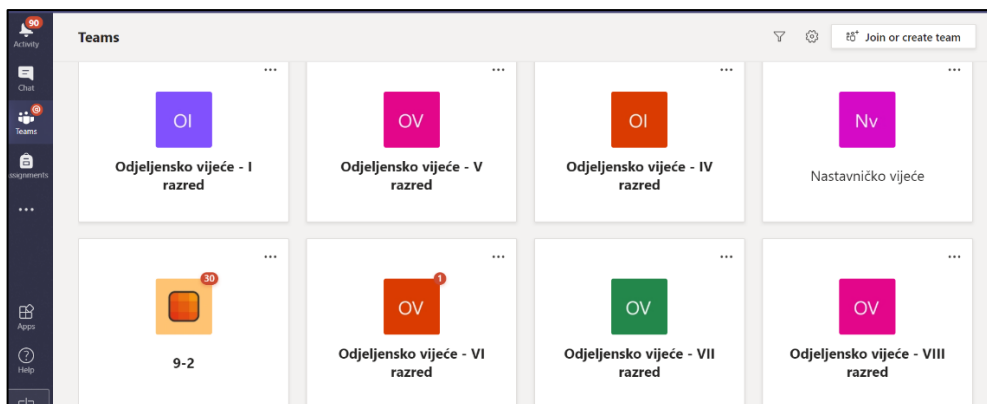 90
Activity
Chat
@
Teams
ssignments
Apps
Help
Teams
Join or create team
OI
Odjeljensko vijeće - I
razred
OV
Odjeljensko vijeće - V
razred
OI
Odjeljensko vijeće - IV
razred
Nv
Nastavničko vijeće
30
9-2
1
OV
Odjeljensko vijeće - VI
razred
OV
Odjeljensko vijeće - VII
razred
OV
Odjeljensko vijeće - VIII
razred